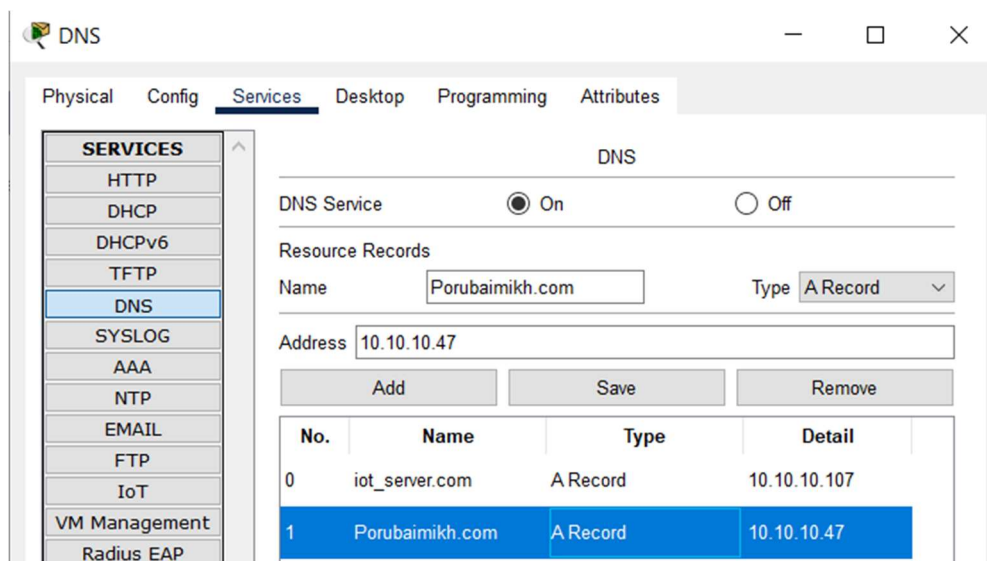 DNS
Physical Config Services Desktop Programming Attributes
SERVICES
HTTP
DHCP
DHCPv6
TFTP
DNS
SYSLOG
AAA
NTP
EMAIL
FTP
IoT
VM Management
Radius EAP
DNS
DNS Service On Off
Resource Records
Name Porubaimikh.com Type A Record
Address 10.10.10.47
Add Save Remove
No. Name Type Detail
0 iot_server.com A Record 10.10.10.107
1 Porubaimikh.com A Record 10.10.10.47